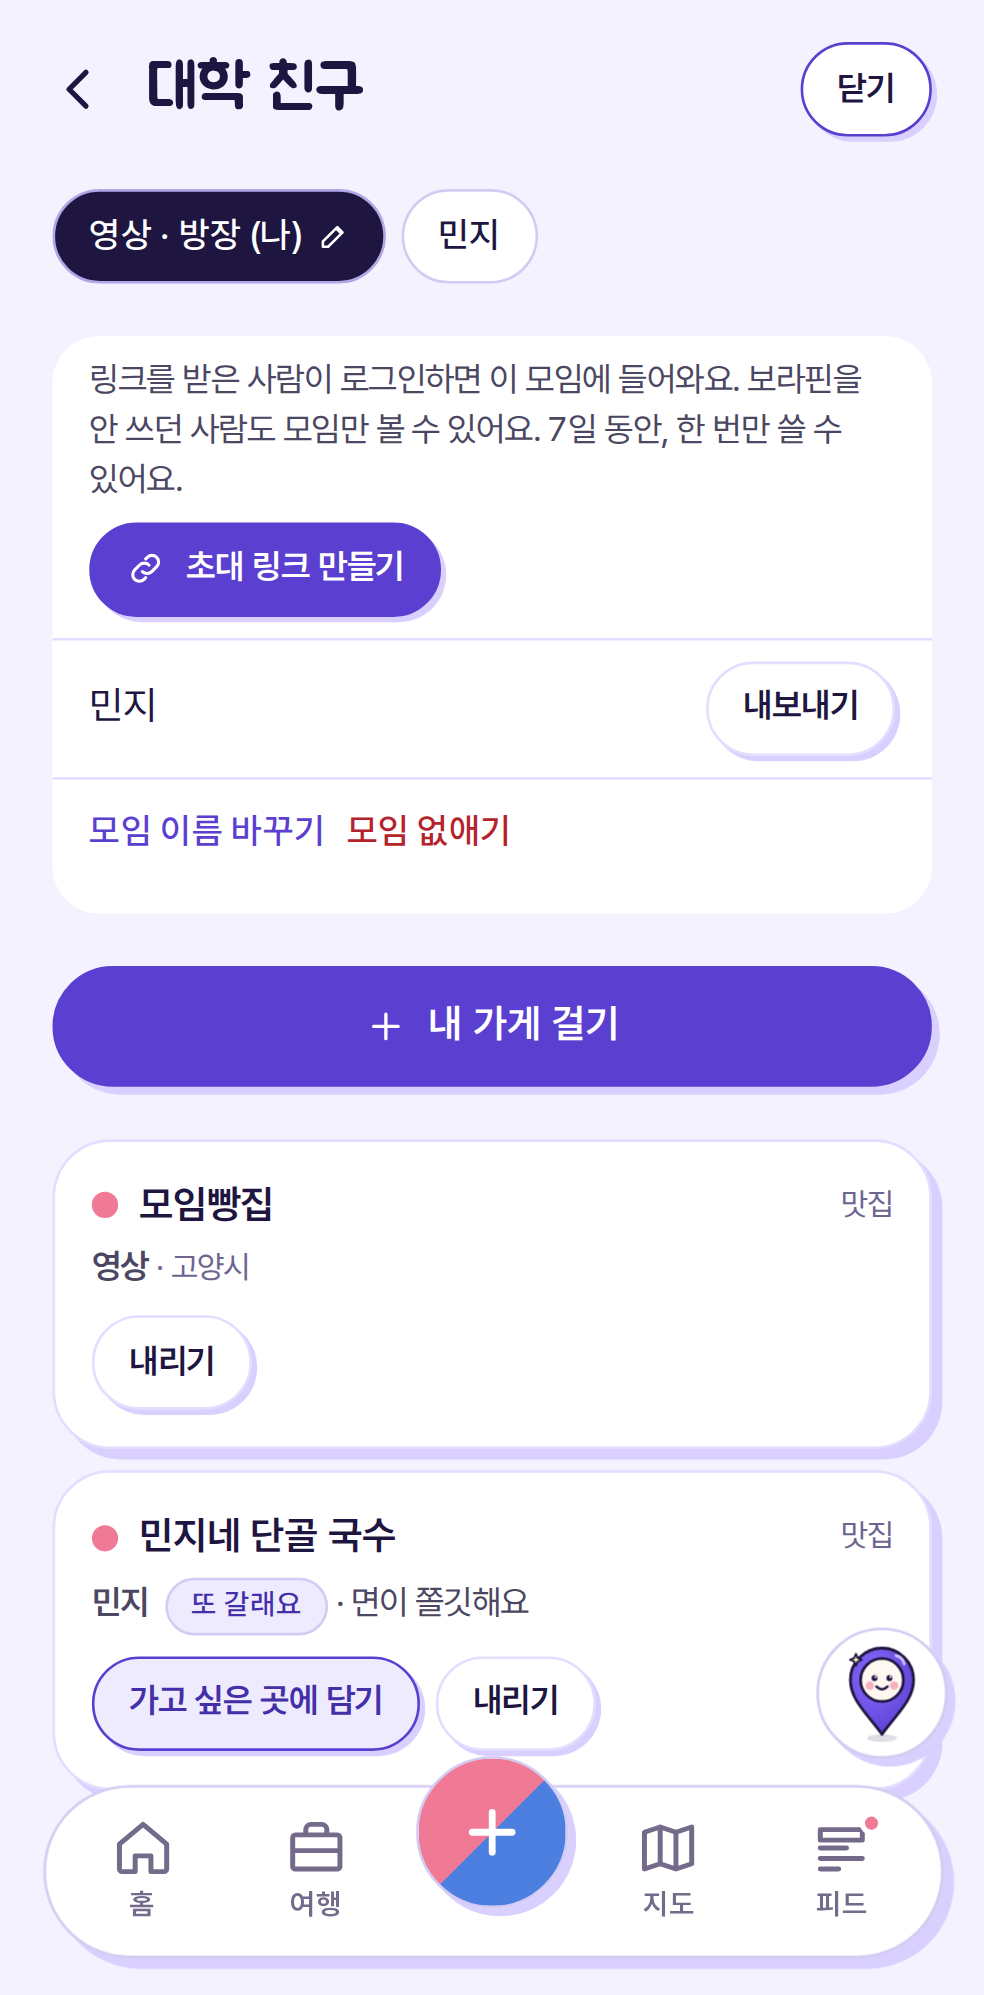 대학 친구
닫기
영상 · 방장 (나)
민지
링크를 받은 사람이 로그인하면 이 모임에 들어와요. 보라핀을
안 쓰던 사람도 모임만 볼 수 있어요. 7일 동안, 한 번만 쓸 수
있어요.
초대 링크 만들기
민지
내보내기
모임 이름 바꾸기 모임 없애기
+ 내 가게 걸기
모임빵집
맛집
영상 · 고양시
내리기
민지네 단골 국수
맛집
민지 또 갈래요 · 면이 쫄깃해요
가고 싶은 곳에 담기
내리기
홈
여행
지도
피드